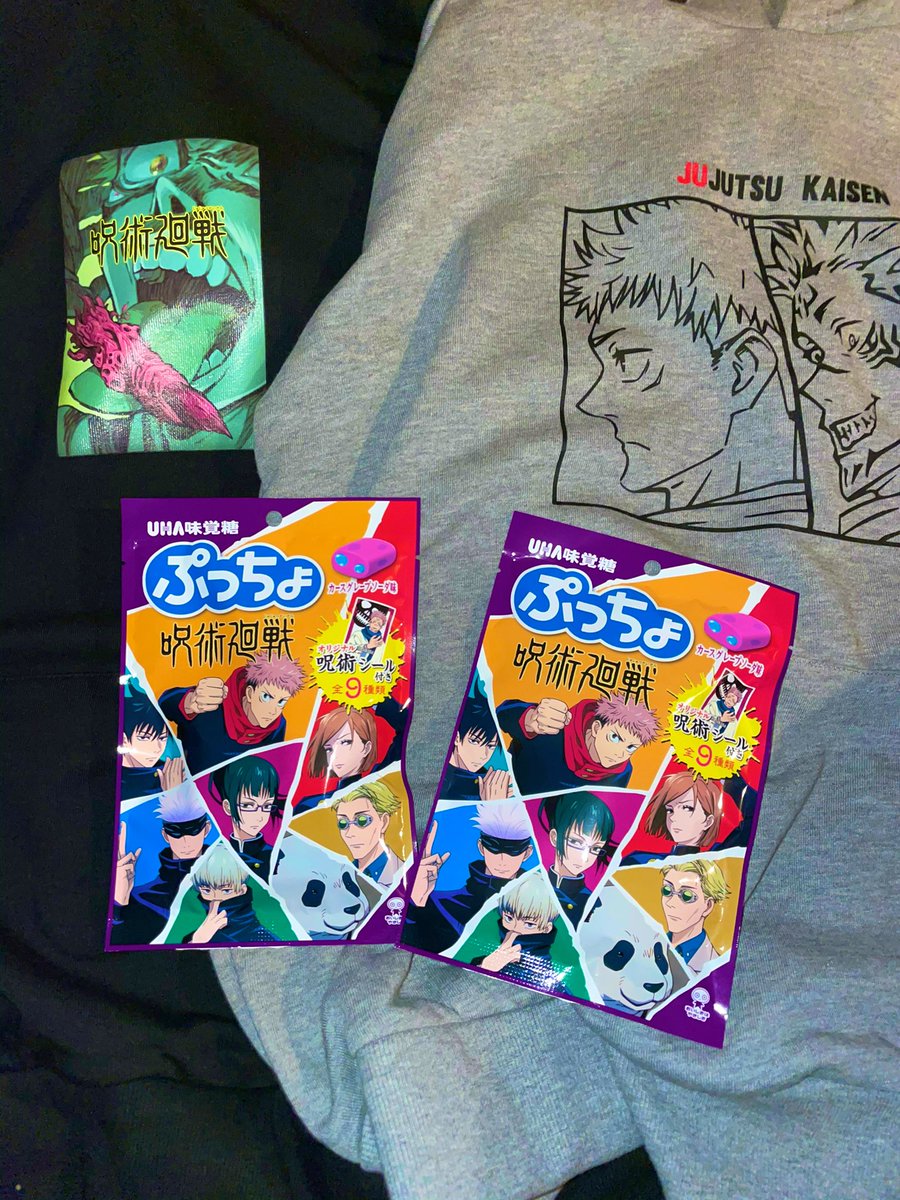 呪術廻戦
JUJUTSU KAISEN
UHA味覚糖
ぷっちょ
カースグレープソーダ味
呪術廻戦
オリジナル
呪術シール
付き
全9種類
UHA味覚糖
ぷっちょ
カースグレープソーダ味
呪術廻戦
オリジナル
呪術シール
付き
全9種類